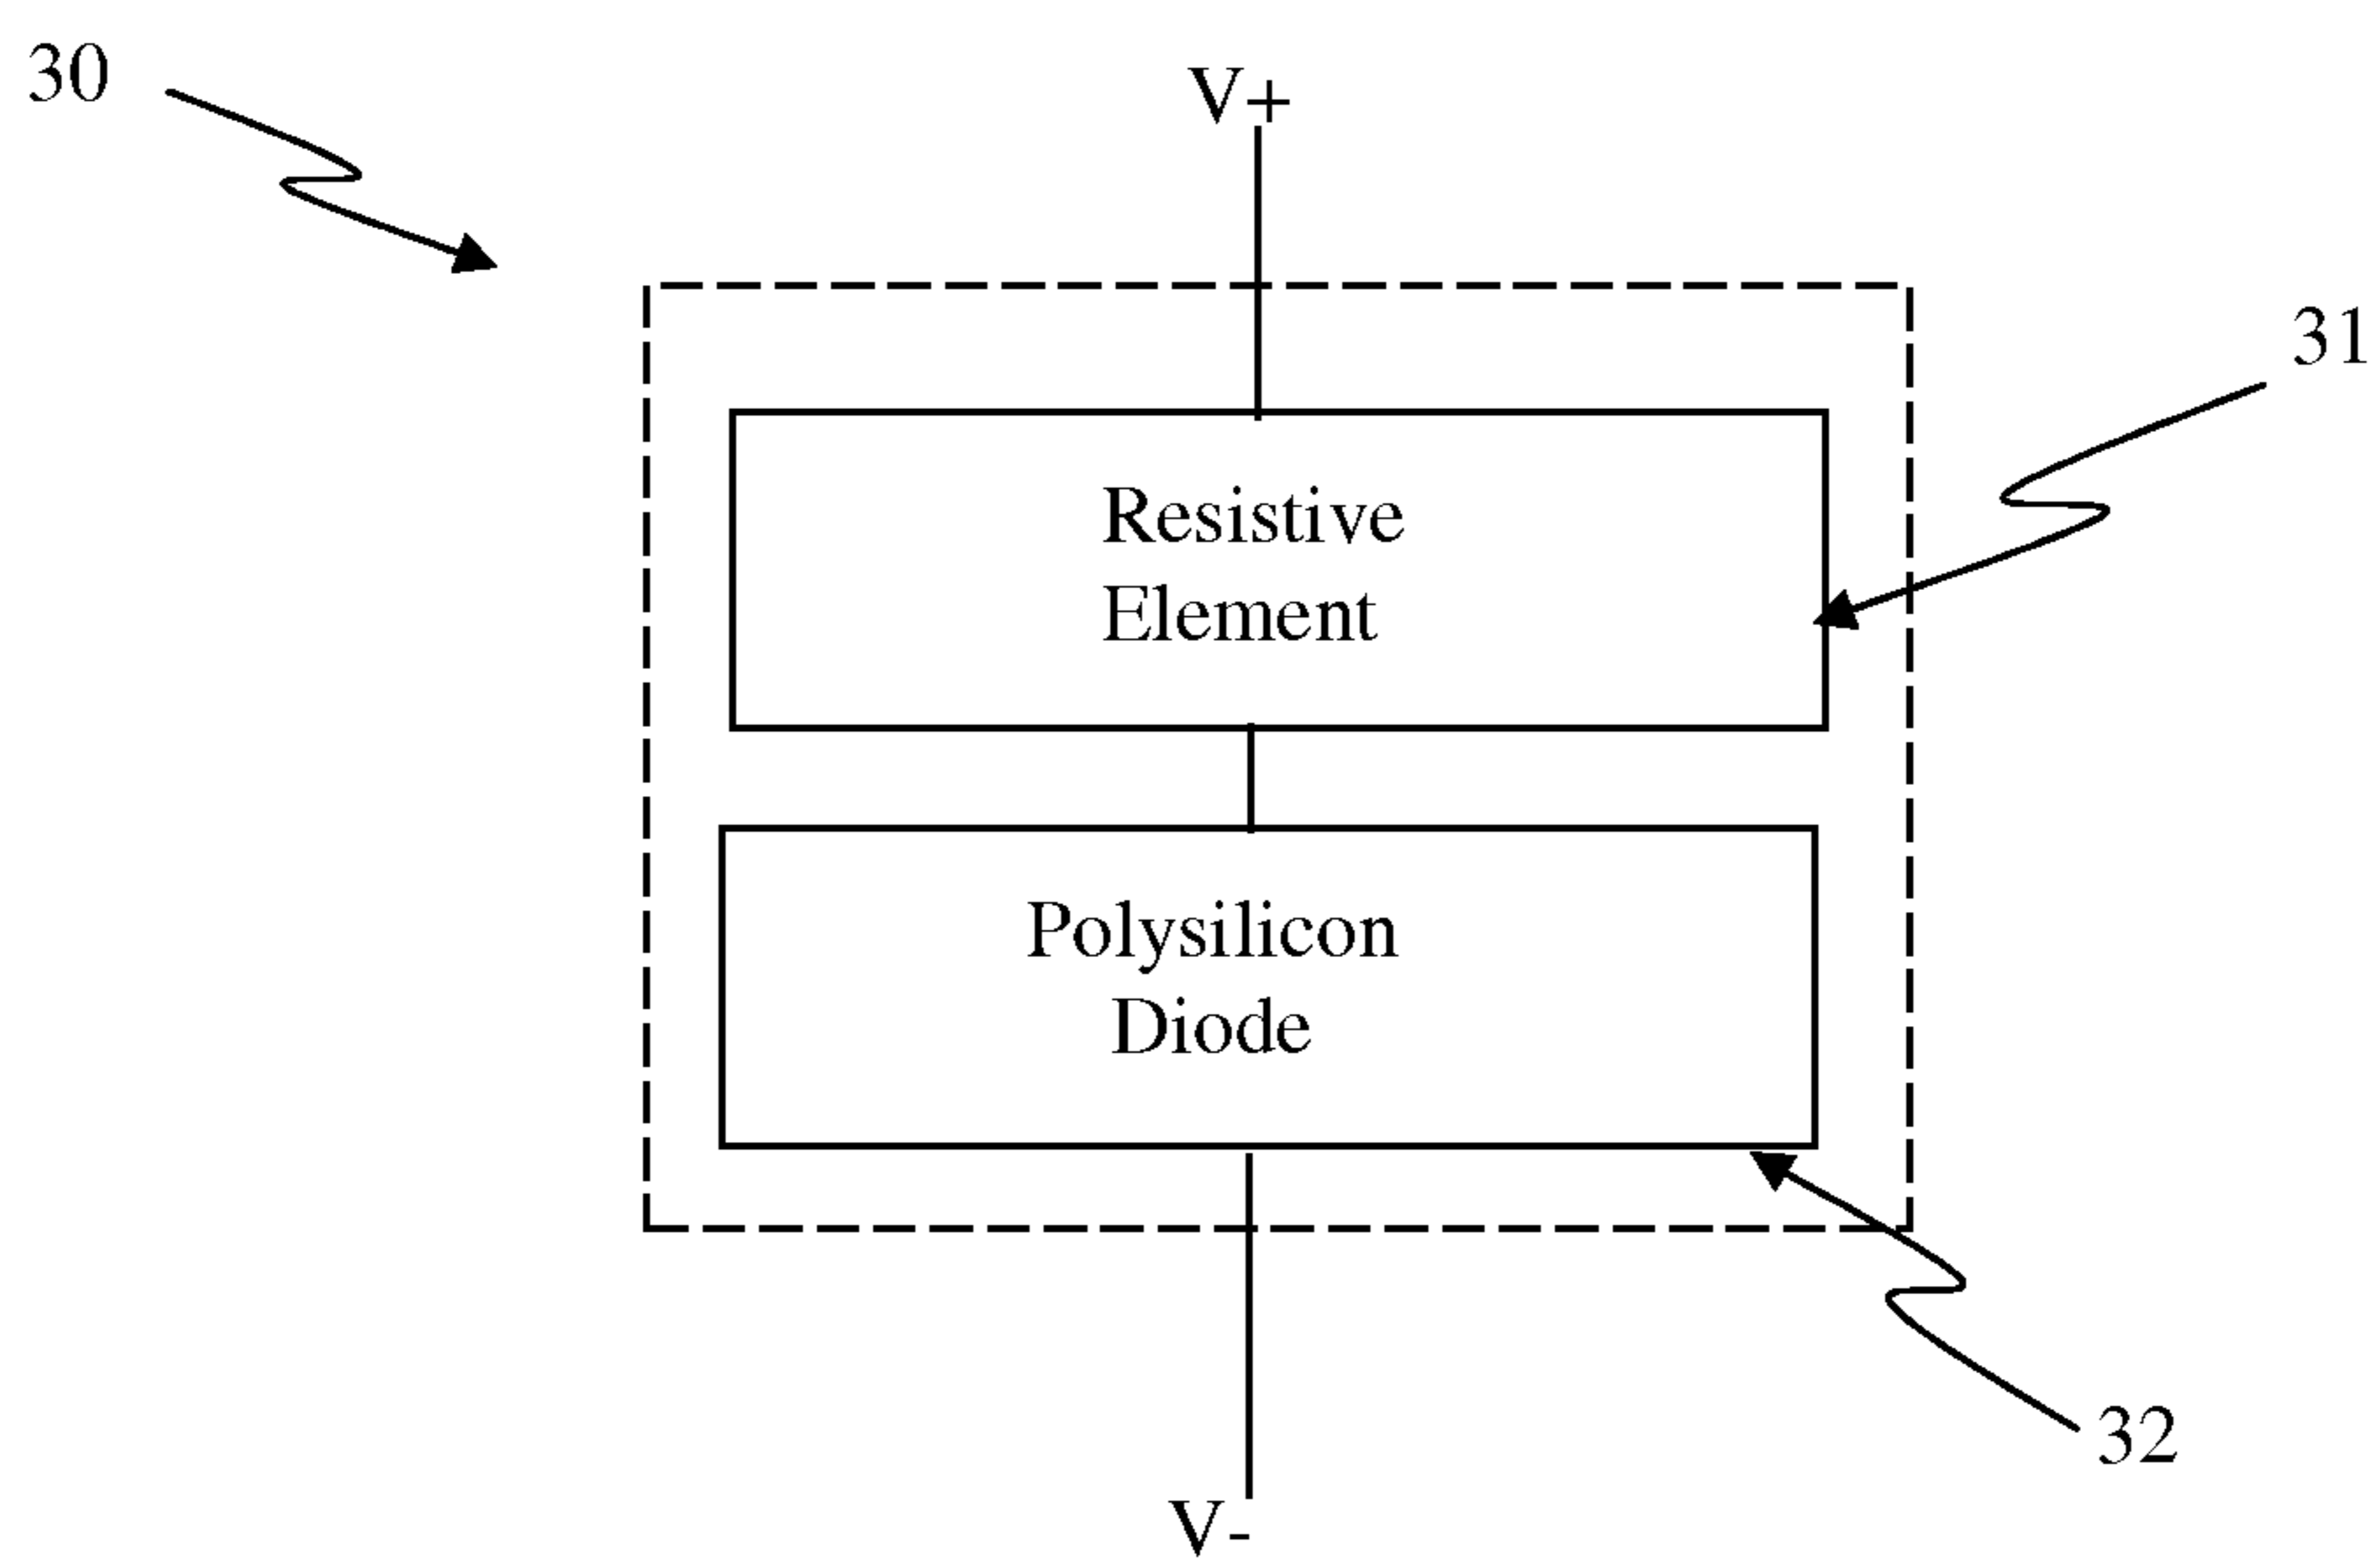 30
V+
31
Resistive
Element
Polysilicon
Diode
32
V-